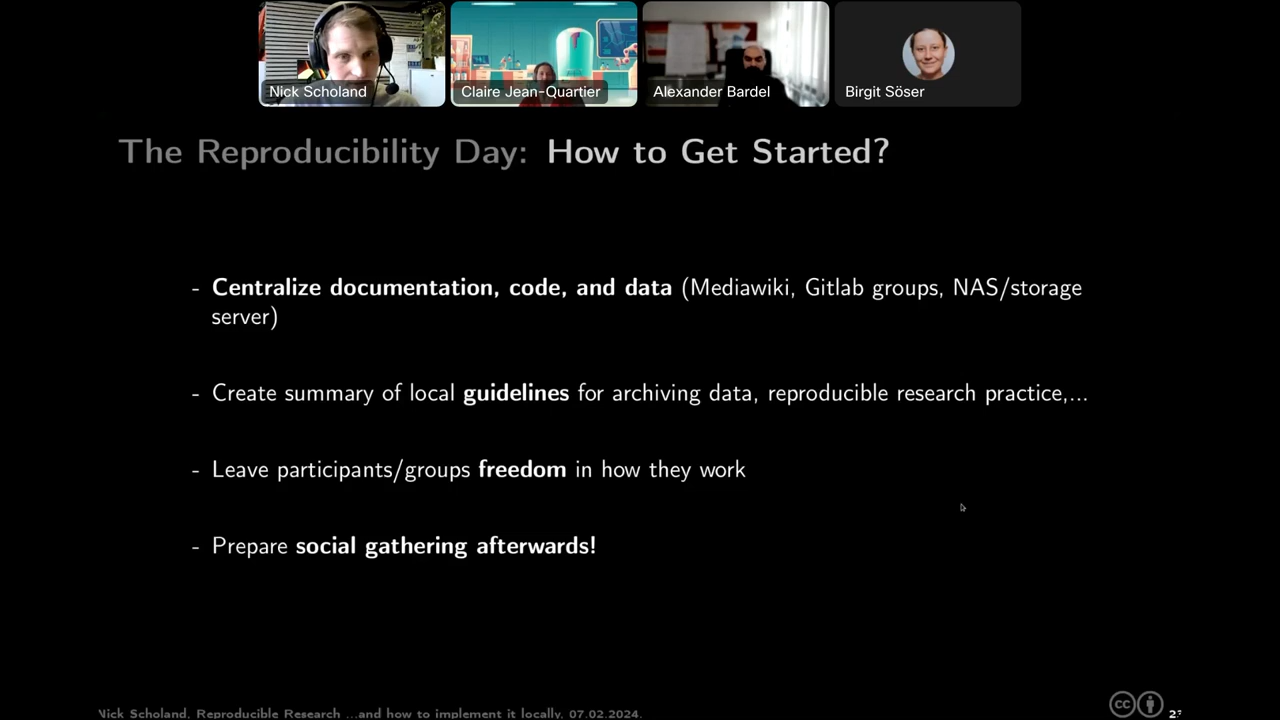 Nick Scholand
Claire Jean-Quartier
Alexander Bardel
Birgit Söser
The Reproducibility Day: How to Get Started?
- Centralize documentation, code, and data (Mediawiki, Gitlab groups, NAS/storage
server)
- Create summary of local guidelines for archiving data, reproducible research practice,...
- Leave participants/groups freedom in how they work
- Prepare social gathering afterwards!
Nick Scholand, Reproducible Research ...and how to implement it locally, 07.02.2024.
cc